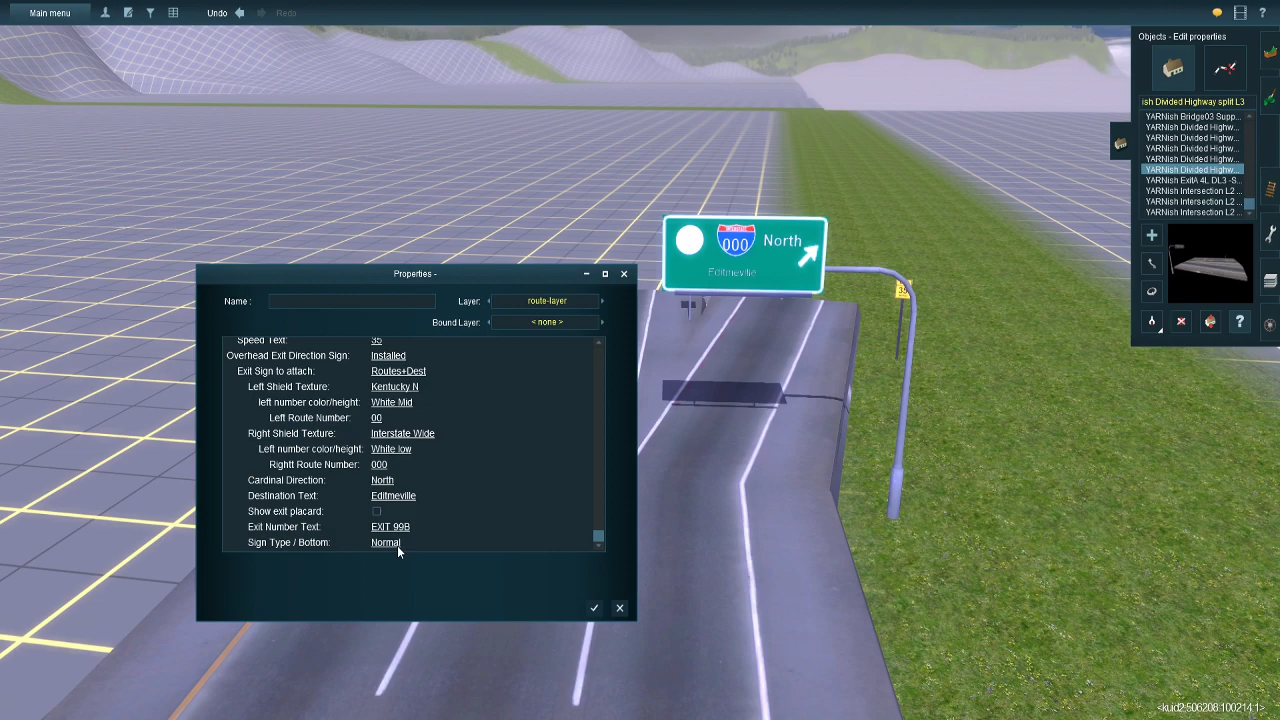 Main menu
Undo
Redo
?
Objects - Edit properties
ish Divided Highway split L3
YARNish Bridge03 Supp...
YARNish Divided Highw...
YARNish Divided Highw...
YARNish Divided Highw...
YARNish Divided Highw...
YARNish Divided Highw...
YARNish ExitA 4L DL3 -S...
YARNish Intersection L2 ...
YARNish Intersection L2 ...
YARNish Intersection L2 ...
?
000
North
Editmeville
35
Properties -
Name :
Layer:
route-layer
Bound Layer:
< none >
Speed Text: 35
Overhead Exit Direction Sign: Installed
Exit Sign to attach: Routes+Dest
Left Shield Texture: Kentucky N
left number color/height: White Mid
Left Route Number: 00
Right Shield Texture: Interstate Wide
Left number color/height: White low
Rightt Route Number: 000
Cardinal Direction: North
Destination Text: Editmeville
Show exit placard:
Exit Number Text: EXIT 99B
Sign Type / Bottom: Normal
<kuid2:506208:100214:1>